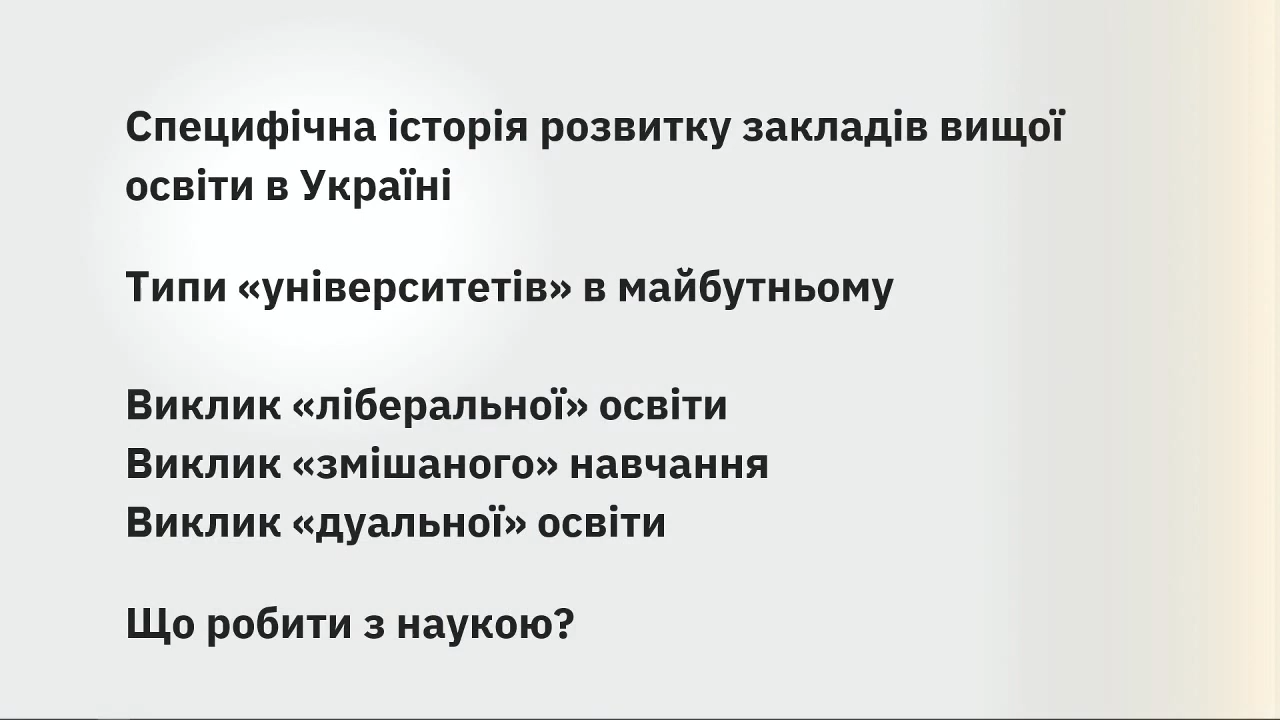 Специфічна історія розвитку закладів вищої
освіти в Україні
Типи «університетів» в майбутньому
Виклик «ліберальної» освіти
Виклик «змішаного» навчання
Виклик «дуальної» освіти
Що робити з наукою?